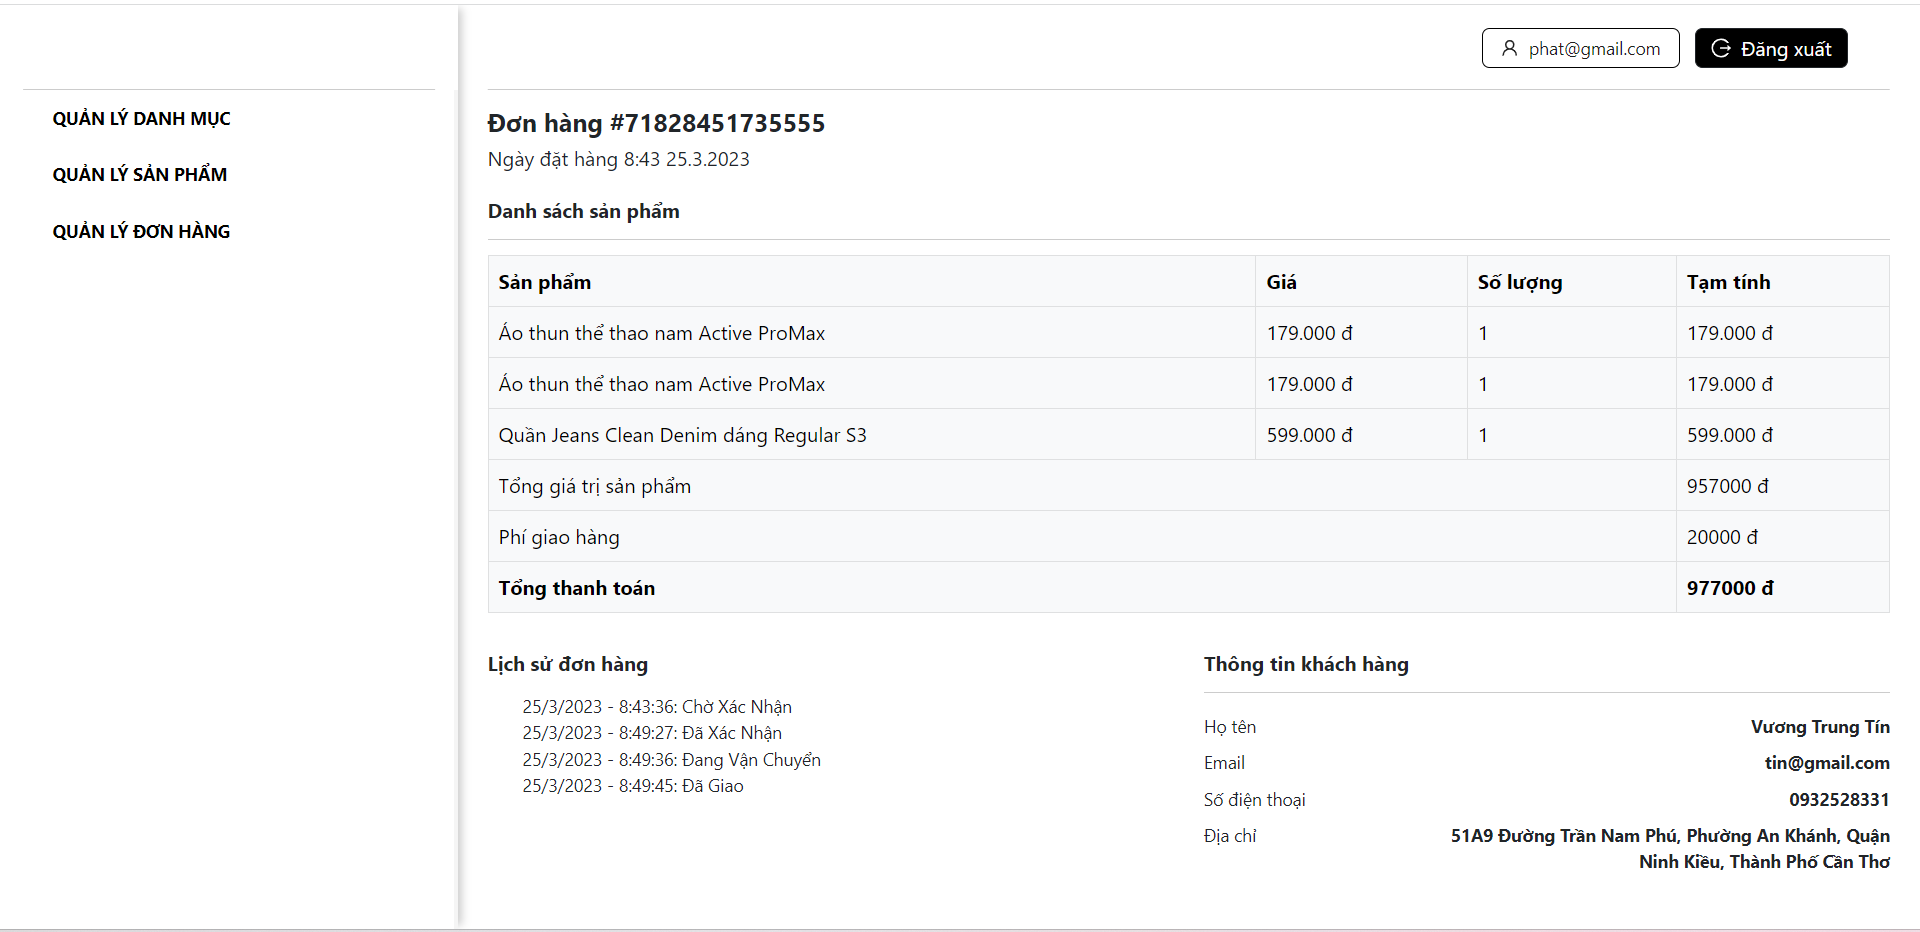 phat@gmail.com
Đăng xuất
QUẢN LÝ DANH MỤC
QUẢN LÝ SẢN PHẨM
QUẢN LÝ ĐƠN HÀNG
Đơn hàng #71828451735555
Ngày đặt hàng 8:43 25.3.2023
Danh sách sản phẩm
Sản phẩm Giá Số lượng Tạm tính
Áo thun thể thao nam Active ProMax 179.000 đ 1 179.000 đ
Áo thun thể thao nam Active ProMax 179.000 đ 1 179.000 đ
Quần Jeans Clean Denim dáng Regular S3 599.000 đ 1 599.000 đ
Tổng giá trị sản phẩm 957000 đ
Phí giao hàng 20000 đ
Tổng thanh toán 977000 đ
Lịch sử đơn hàng
25/3/2023 - 8:43:36: Chờ Xác Nhận
25/3/2023 - 8:49:27: Đã Xác Nhận
25/3/2023 - 8:49:36: Đang Vận Chuyển
25/3/2023 - 8:49:45: Đã Giao
Thông tin khách hàng
Họ tên Vương Trung Tín
Email tin@gmail.com
Số điện thoại 0932528331
Địa chỉ 51A9 Đường Trần Nam Phú, Phường An Khánh, Quận
Ninh Kiều, Thành Phố Cần Thơ